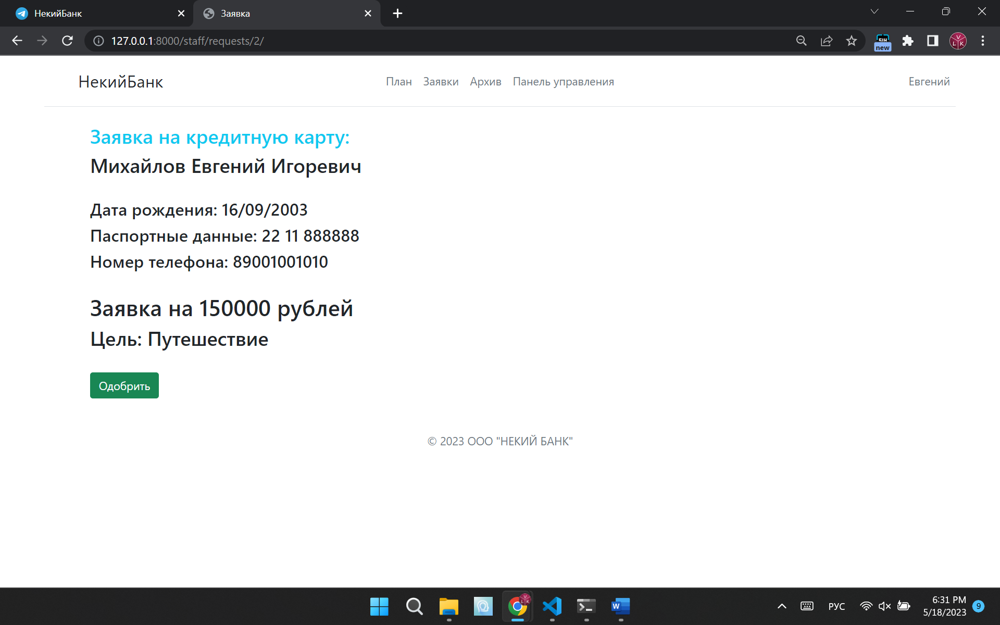 НекийБанк
Заявка
127.0.0.1:8000/staff/requests/2/
new
НекийБанк
План Заявки Архив Панель управления
Евгений
Заявка на кредитную карту:
Михайлов Евгений Игоревич
Дата рождения: 16/09/2003
Паспортные данные: 22 11 888888
Номер телефона: 89001001010
Заявка на 150000 рублей
Цель: Путешествие
Одобрить
© 2023 ООО "НЕКИЙ БАНК"
РУС
6:31 PM
5/18/2023
9